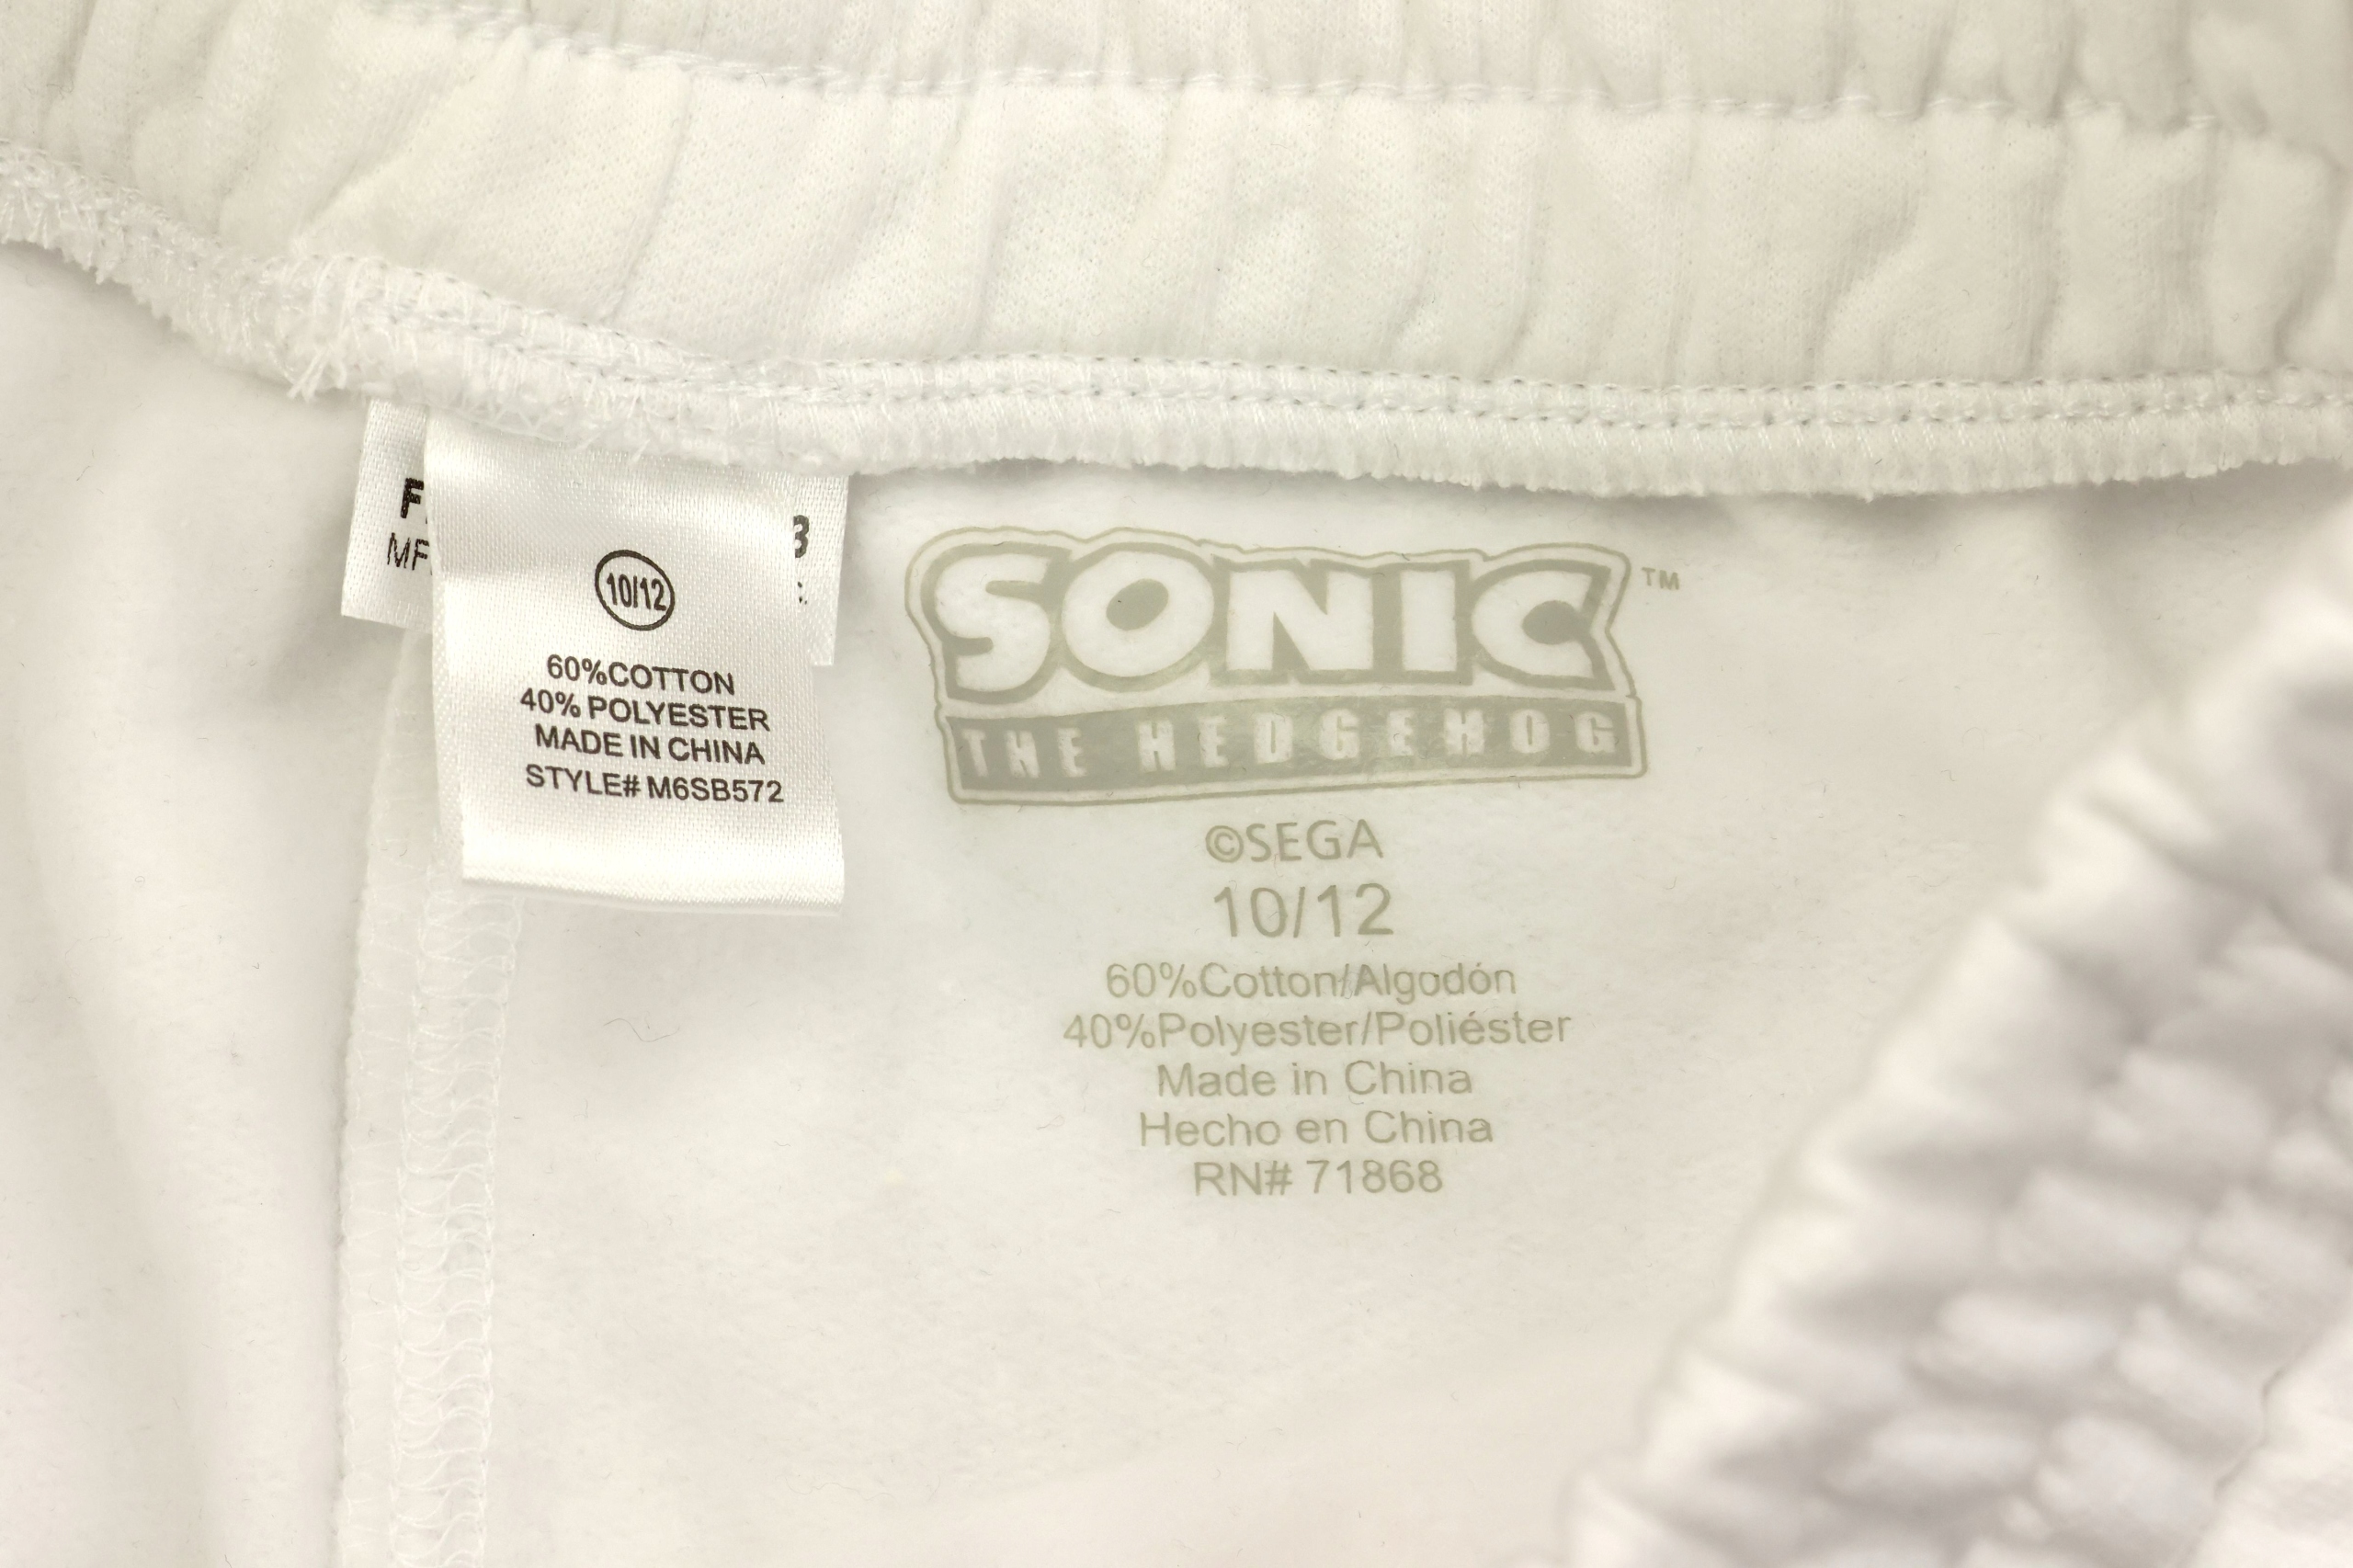 10/12
60%COTTON
40% POLYESTER
MADE IN CHINA
STYLE# M6SB572
SONIC™
THE HEDGEHOG
©SEGA
10/12
60%Cotton/Algodón
40%Polyester/Poliéster
Made in China
Hecho en China
RN# 71868